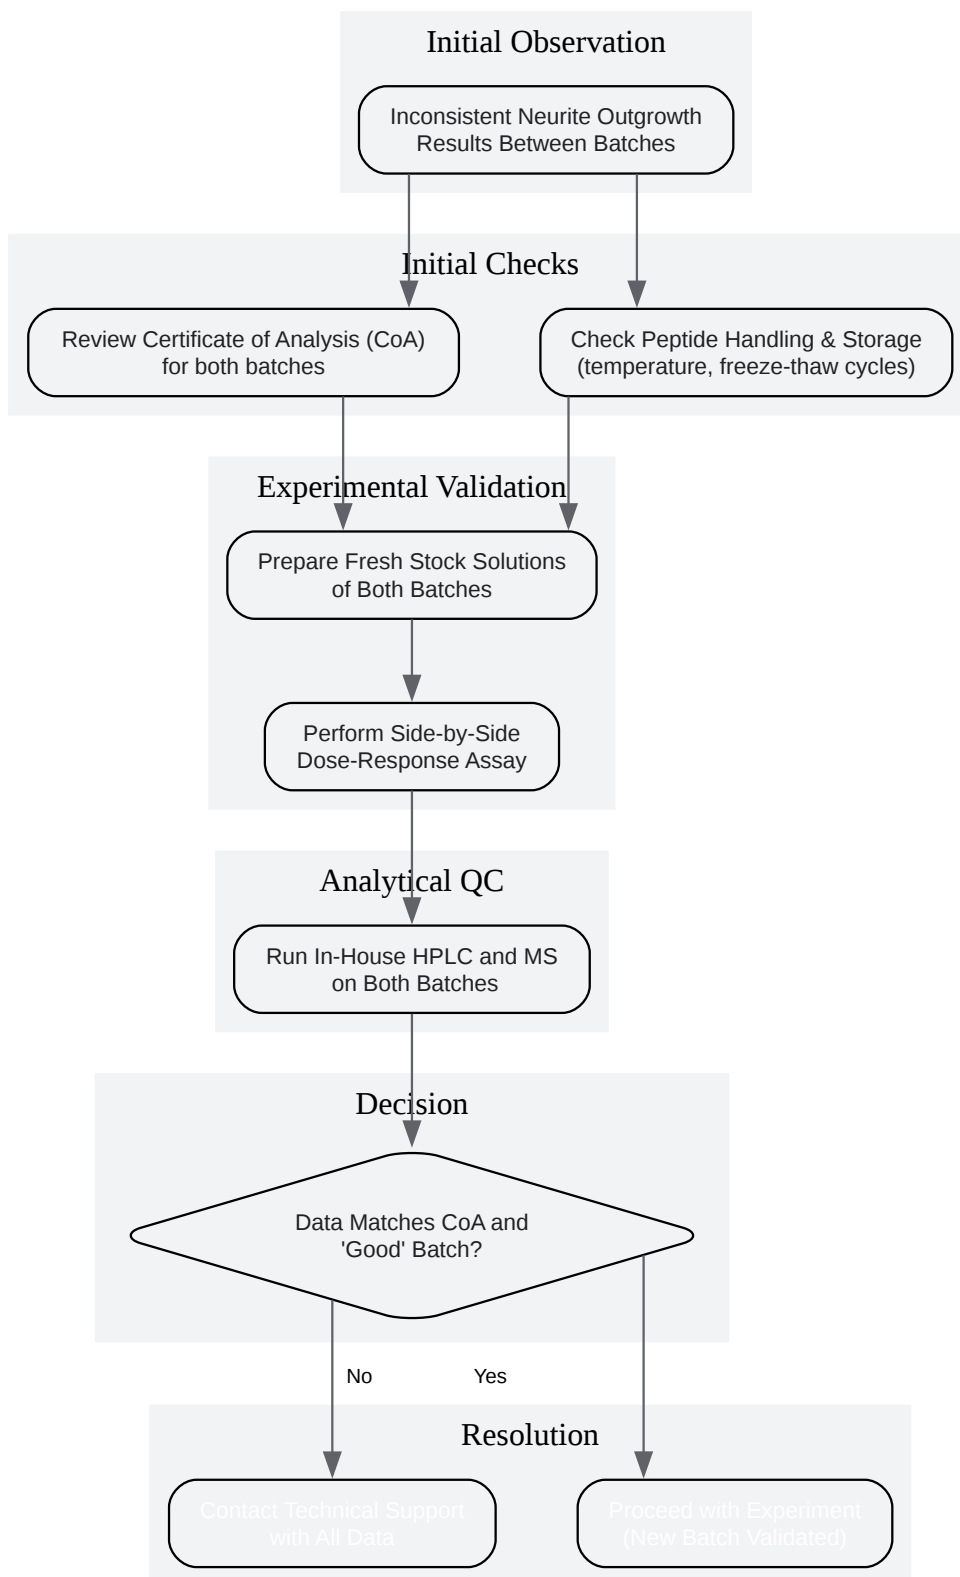 Initial Observation
Inconsistent Neurite Outgrowth
Results Between Batches
Initial Checks
Review Certificate of Analysis (CoA)
for both batches
Check Peptide Handling & Storage
(temperature, freeze-thaw cycles)
Experimental Validation
Prepare Fresh Stock Solutions
of Both Batches
Perform Side-by-Side
Dose-Response Assay
Analytical QC
Run In-House HPLC and MS
on Both Batches
Decision
Data Matches CoA and
'Good' Batch?
No
Yes
Resolution
Contact Technical Support
with All Data
Proceed with Experiment
(New Batch Validated)